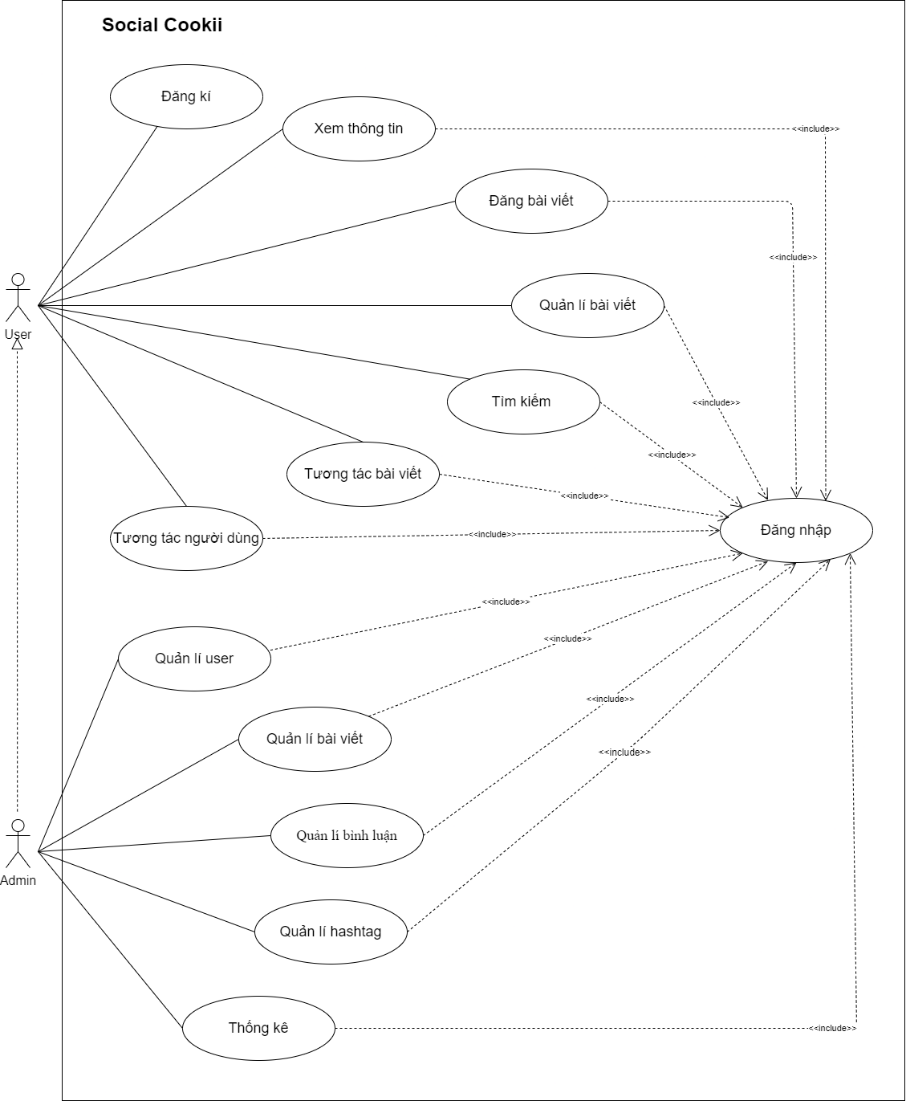 Social Cookii
Đăng kí
Xem thông tin
<<include>>
Đăng bài viết
<<include>>
User
Quản lí bài viết
<<include>>
Tìm kiếm
<<include>>
Tương tác bài viết
<<include>>
Tương tác người dùng
<<include>>
Đăng nhập
<<include>>
Quản lí user
<<include>>
Quản lí bài viết
<<include>>
<<include>>
Quản lí bình luận
Admin
Quản lí hashtag
Thống kê
<<include>>